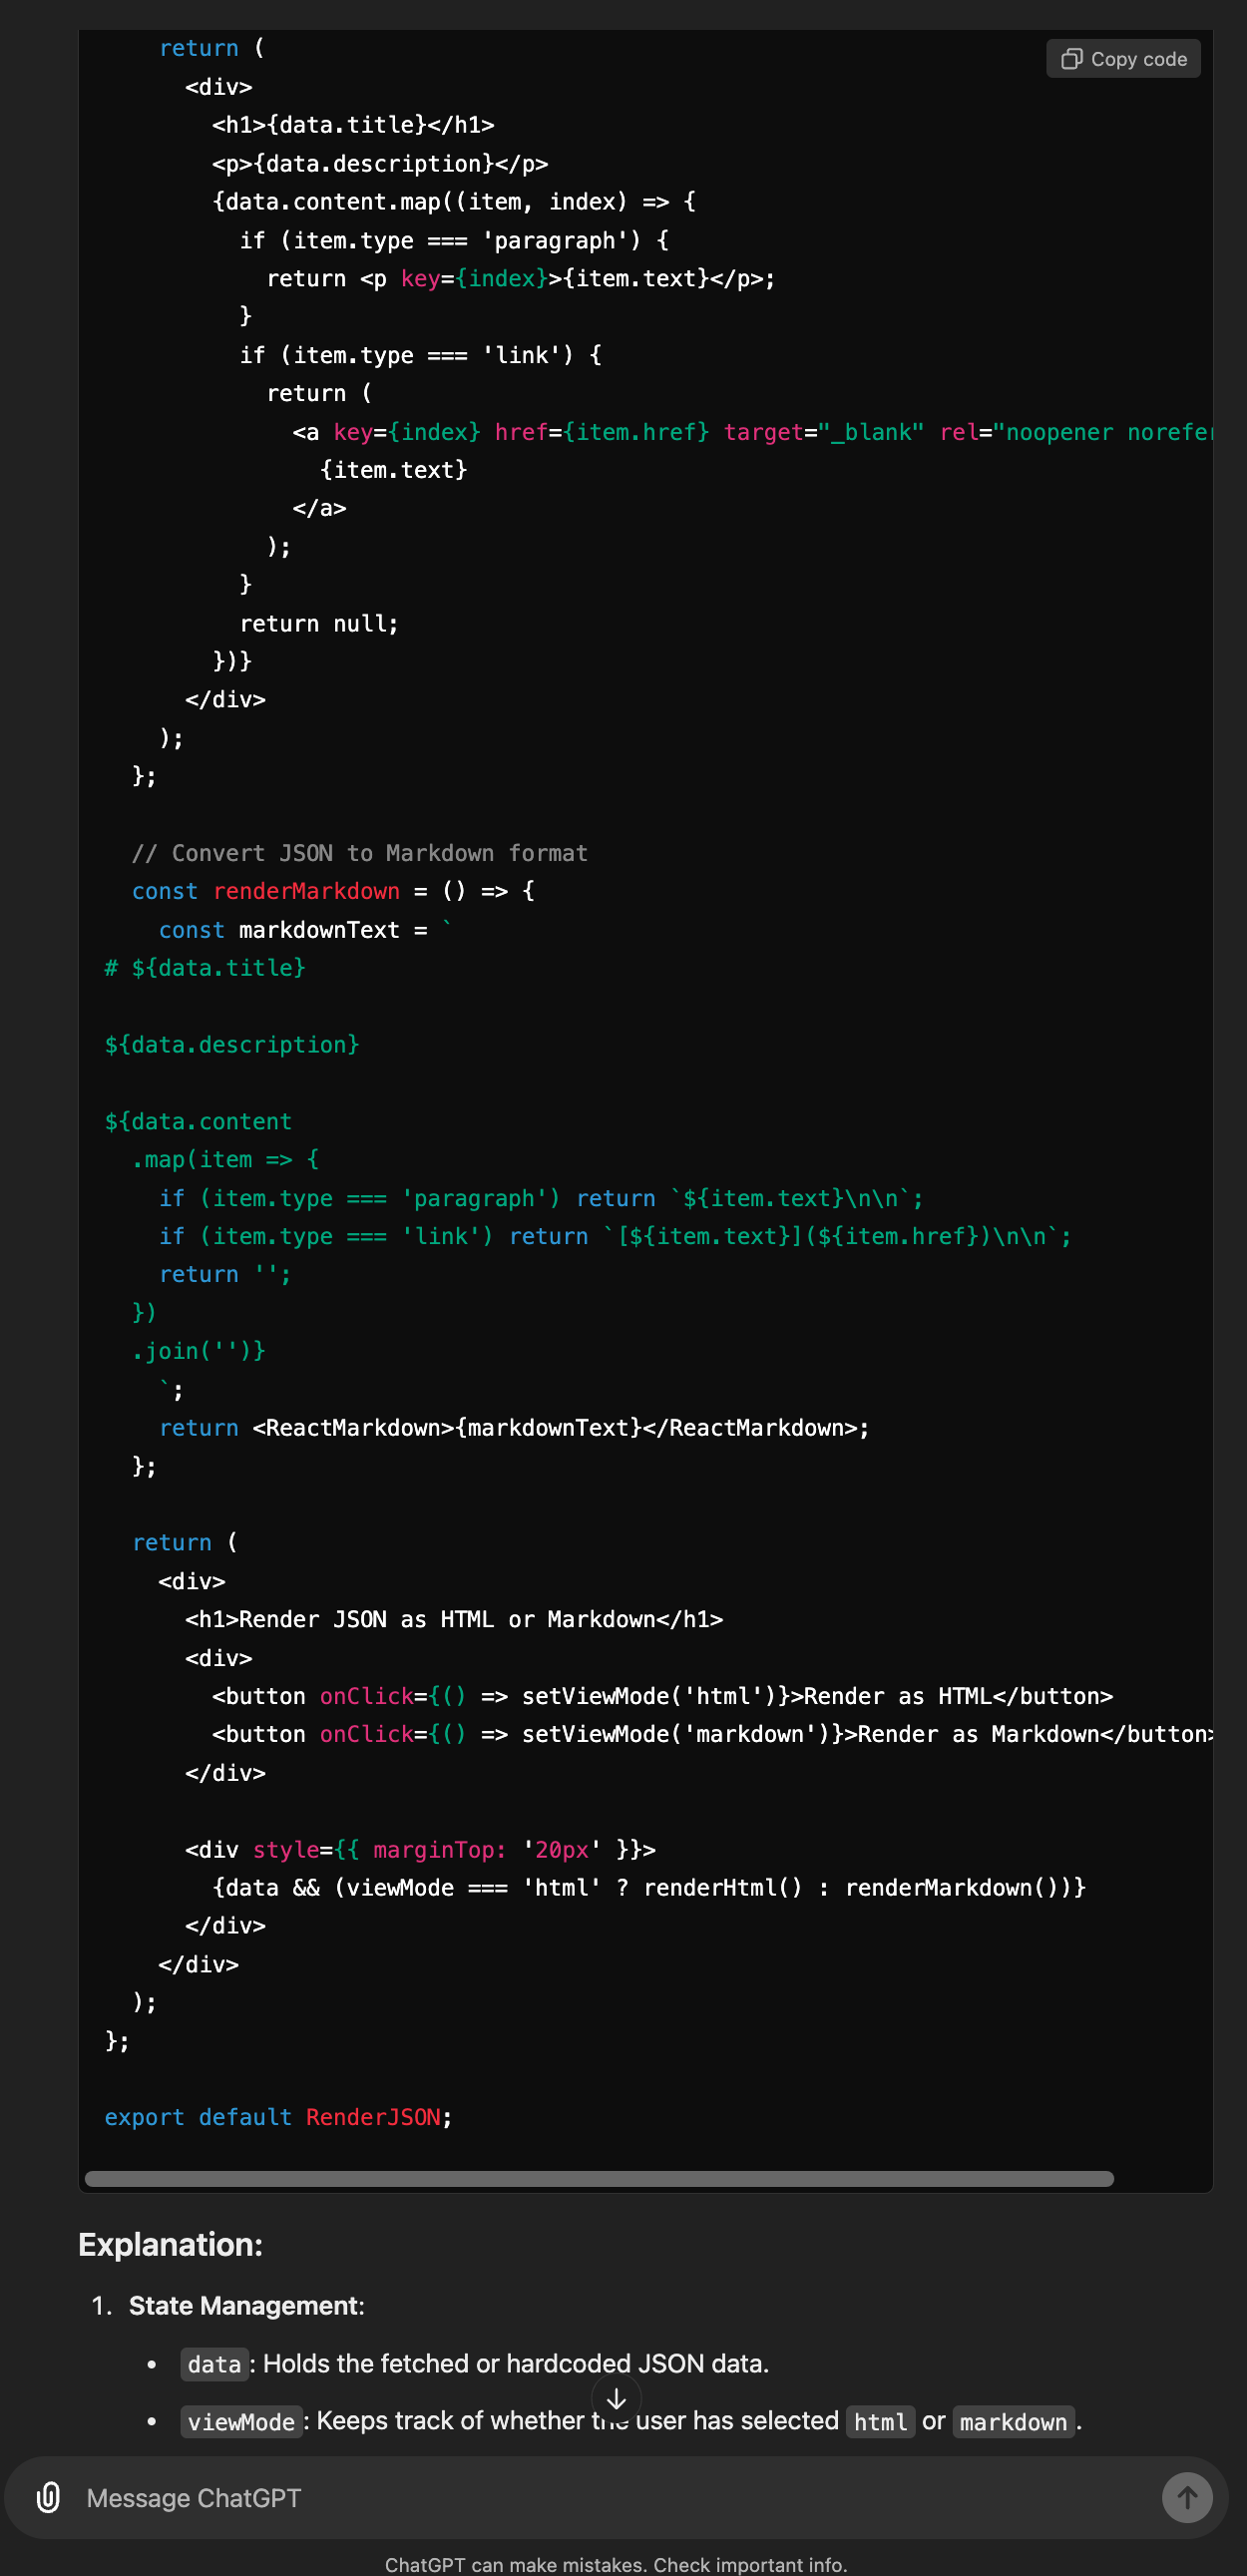 return (
Copy code
<div>
<h1>{data.title}</h1>
<p>{data.description}</p>
{data.content.map((item, index) => {
if (item.type === 'paragraph') {
return <p key={index}>{item.text}</p>;
}
if (item.type === 'link') {
return (
<a key={index} href={item.href} target="_blank" rel="noopener
{item.text}
</a>
);
}
return null;
})}
</div>
);
};
// Convert JSON to Markdown format
const renderMarkdown = () => {
const markdownText = `
# ${data.title}
${data.description}
${data.content
.map(item => {
if (item.type === 'paragraph') return `${item.text}\n\n`;
if (item.type === 'link') return `[${item.text}](${item.href})\n\n`;
return '';
})
.join('')}
`;
return <ReactMarkdown>{markdownText}</ReactMarkdown>;
};
return (
<div>
<h1>Render JSON as HTML or Markdown</h1>
<div>
<button onClick={() => setViewMode('html')}>Render as HTML</button>
<button onClick={() => setViewMode('markdown')}>Render as Markdown</button>
</div>
<div style={{ marginTop: '20px' }}>
{data && (viewMode === 'html' ? renderHtml() : renderMarkdown())}
</div>
</div>
);
};
export default RenderJSON;
Explanation:
1. State Management:
• data: Holds the fetched or hardcoded JSON data.
• viewMode: Keeps track of whether the user has selected html or markdown.
Message ChatGPT
ChatGPT can make mistakes. Check important info.